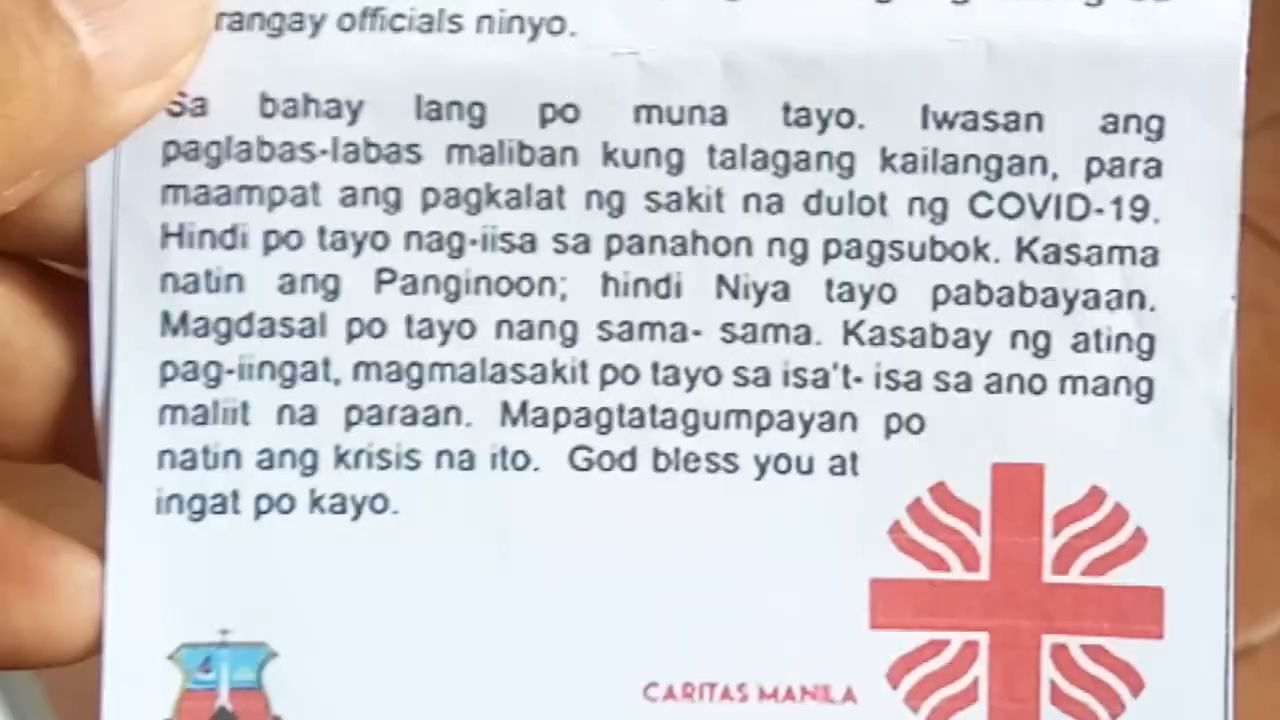 rangay officials ninyo.
Sa bahay lang po muna tayo. Iwasan ang
paglabas-labas maliban kung talagang kailangan, para
maampat ang pagkalat ng sakit na dulot ng COVID-19.
Hindi po tayo nag-iisa sa panahon ng pagsubok. Kasama
natin ang Panginoon; hindi Niya tayo pababayaan.
Magdasal po tayo nang sama- sama. Kasabay ng ating
pag-iingat, magmalasakit po tayo sa isa't- isa sa ano mang
maliit na paraan. Mapagtatagumpayan po
natin ang krisis na ito. God bless you at
ingat po kayo.
CARITAS MANILA